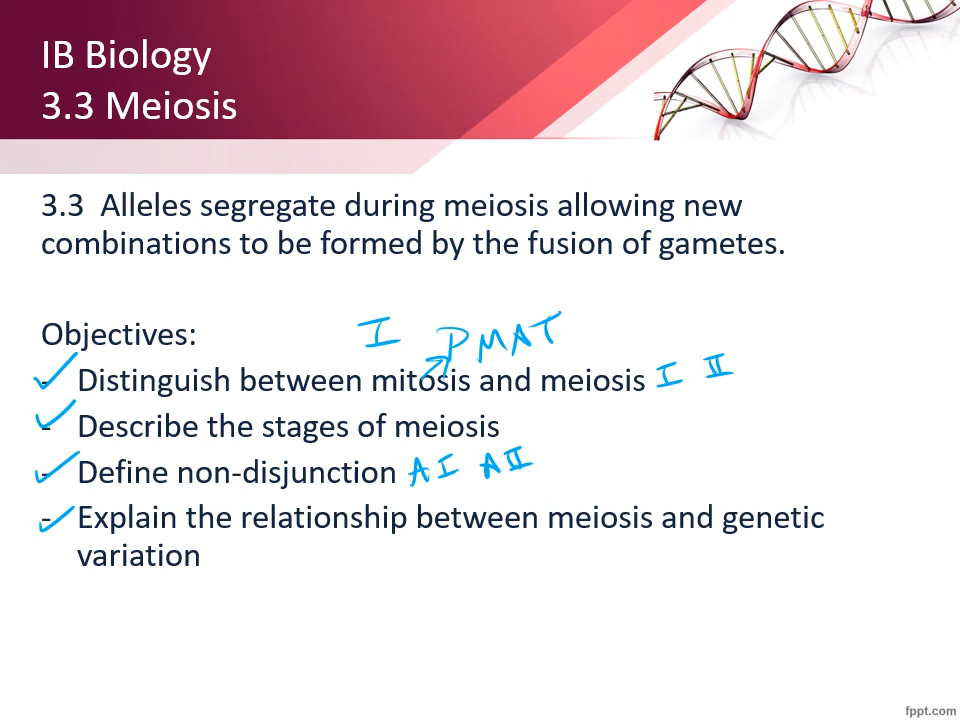 IB Biology
3.3 Meiosis
3.3 Alleles segregate during meiosis allowing new
combinations to be formed by the fusion of gametes.
Objectives:
I PMAT
- Distinguish between mitosis and meiosis I II
- Describe the stages of meiosis
- Define non-disjunction AI AII
- Explain the relationship between meiosis and genetic
variation
fppt.com